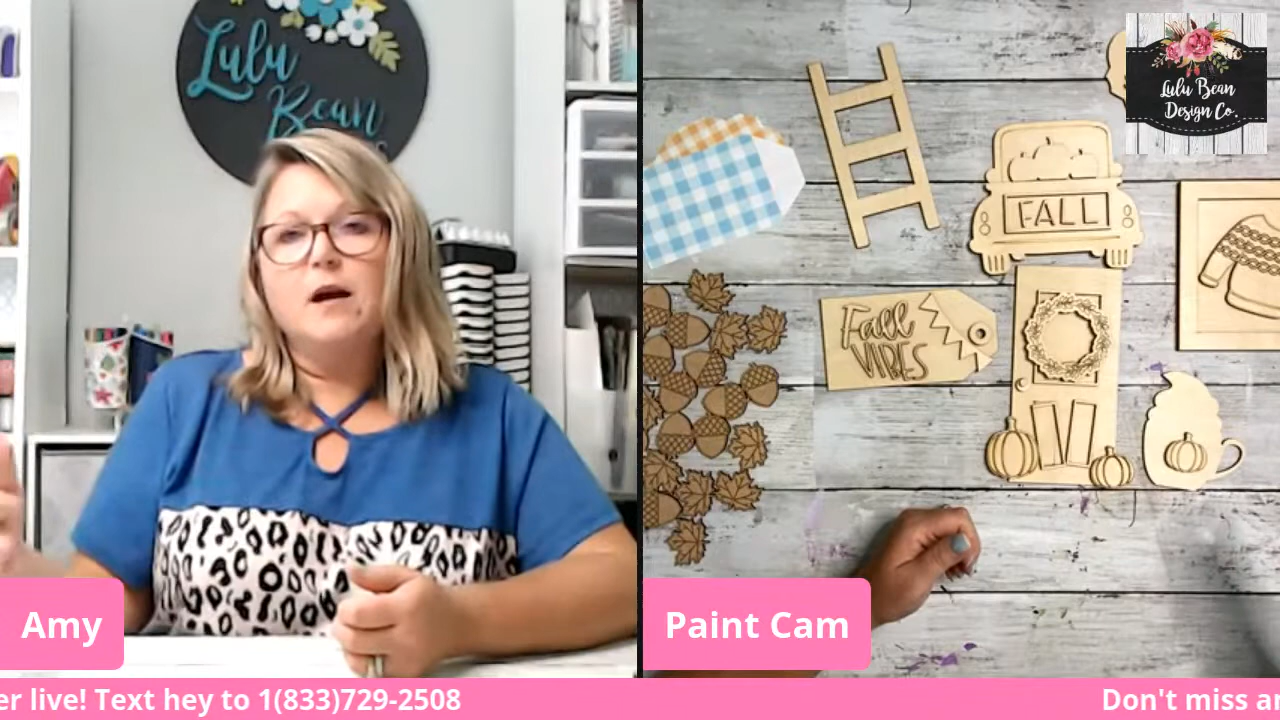 Lulu
Bean
Lulu Bean
Design Co.
FALL
Fall
VIBES
Amy
Paint Cam
er live! Text hey to 1(833)729-2508
Don't miss